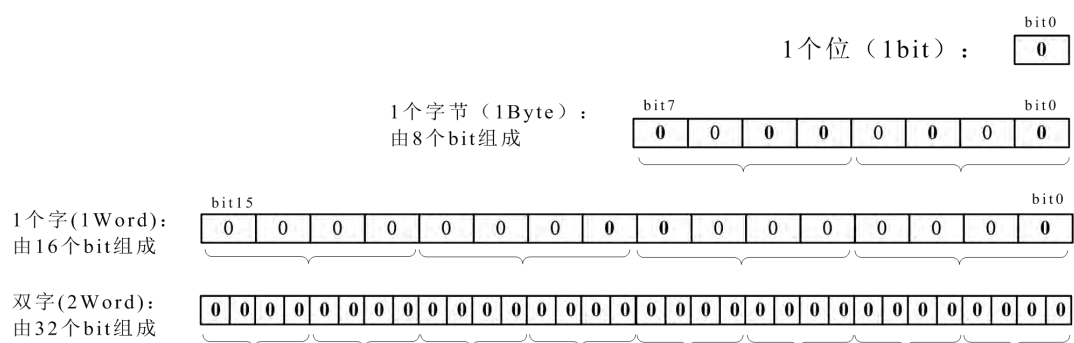 bit0
1个位（1bit）： 0
1个字节（1Byte）： bit7 bit0
由8个bit组成 0 0 0 0 0 0 0 0
bit15 bit0
1个字(1Word)： 0 0 0 0 0 0 0 0 0 0 0 0 0 0 0 0
由16个bit组成
双字(2Word)： 0 0 0 0 0 0 0 0 0 0 0 0 0 0 0 0 0 0 0 0 0 0 0 0 0 0 0 0 0 0 0 0
由32个bit组成